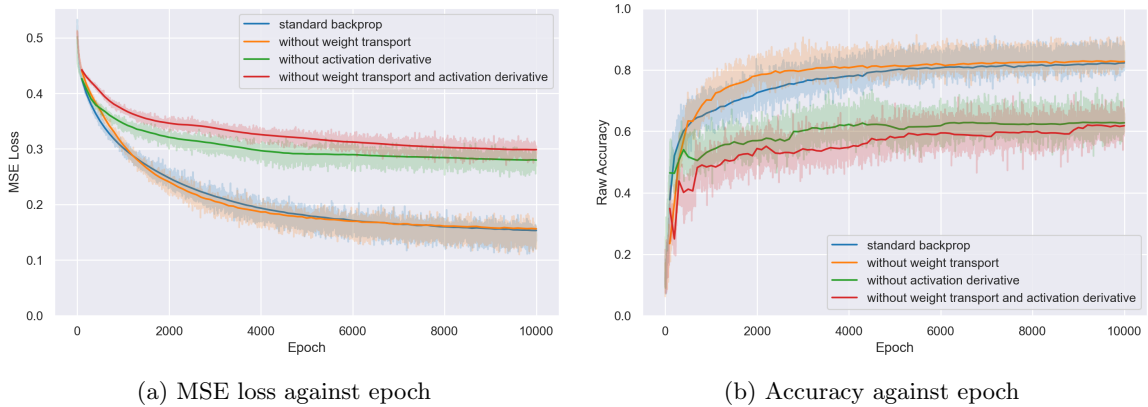 standard backprop
without weight transport
without activation derivative
without weight transport and activation derivative
0.5
0.4
0.3
0.2
0.1
0.0
MSE Loss
0
2000
4000
6000
8000
10000
Epoch
(a) MSE loss against epoch
1.0
0.8
0.6
0.4
0.2
0.0
Raw Accuracy
standard backprop
without weight transport
without activation derivative
without weight transport and activation derivative
0
2000
4000
6000
8000
10000
Epoch
(b) Accuracy against epoch